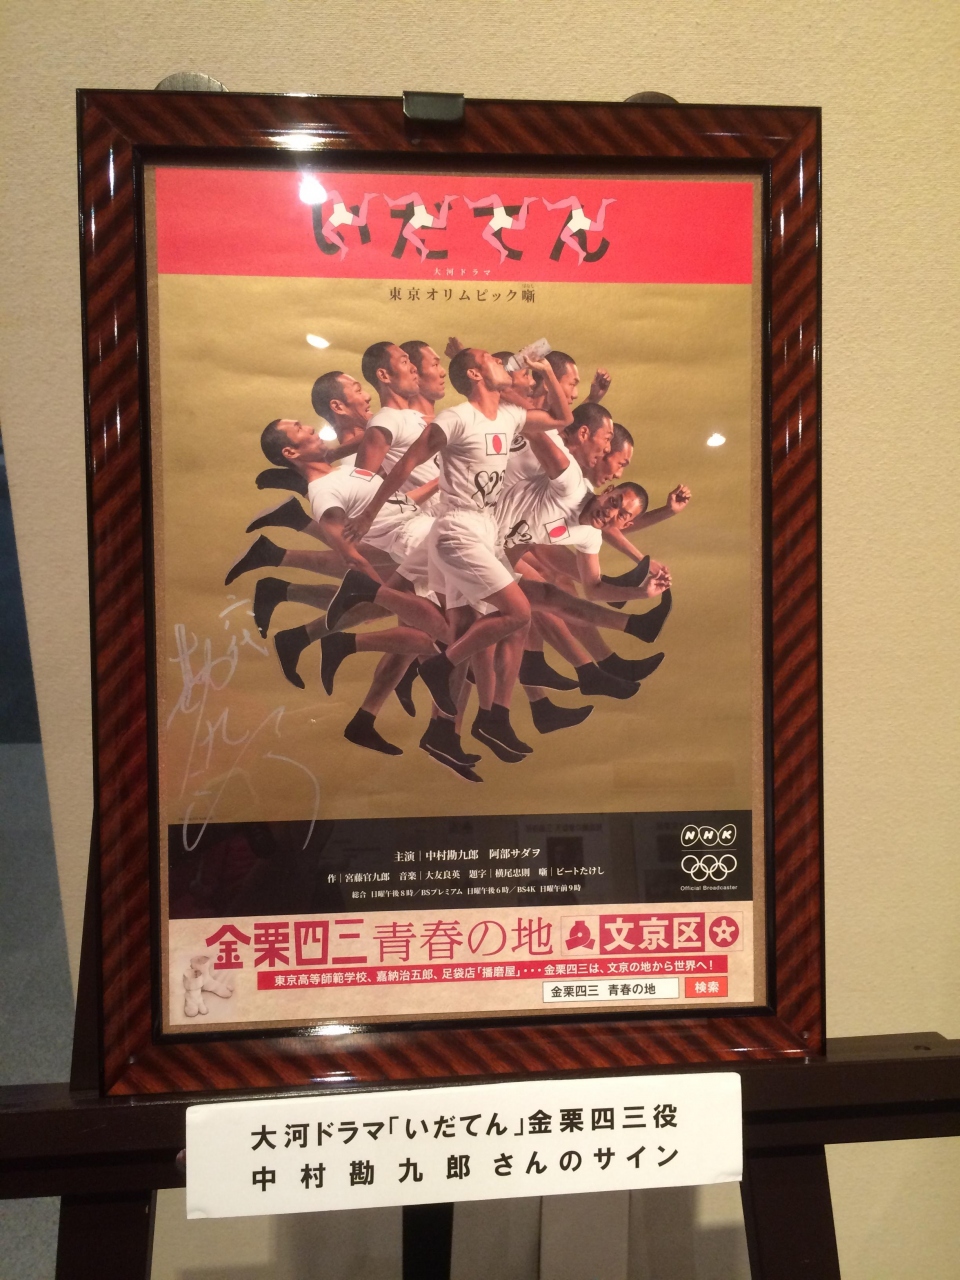 いだてん
大河ドラマ
東京オリムピック噺
六代
勘九郎
主演｜中村勘九郎 阿部サダヲ
作｜宮藤官九郎 音楽｜大友良英 題字｜横尾忠則 噺｜ビートたけし
総合 日曜午後8時／BSプレミアム 日曜午後6時／BS4K 日曜午前9時
NHK
Official Broadcaster
金栗四三青春の地 文京区
東京高等師範学校、嘉納治五郎、足袋店「播磨屋」･･･金栗四三は、文京の地から世界へ！
金栗四三 青春の地 検索
大河ドラマ「いだてん」金栗四三役
中村勘九郎さんのサイン